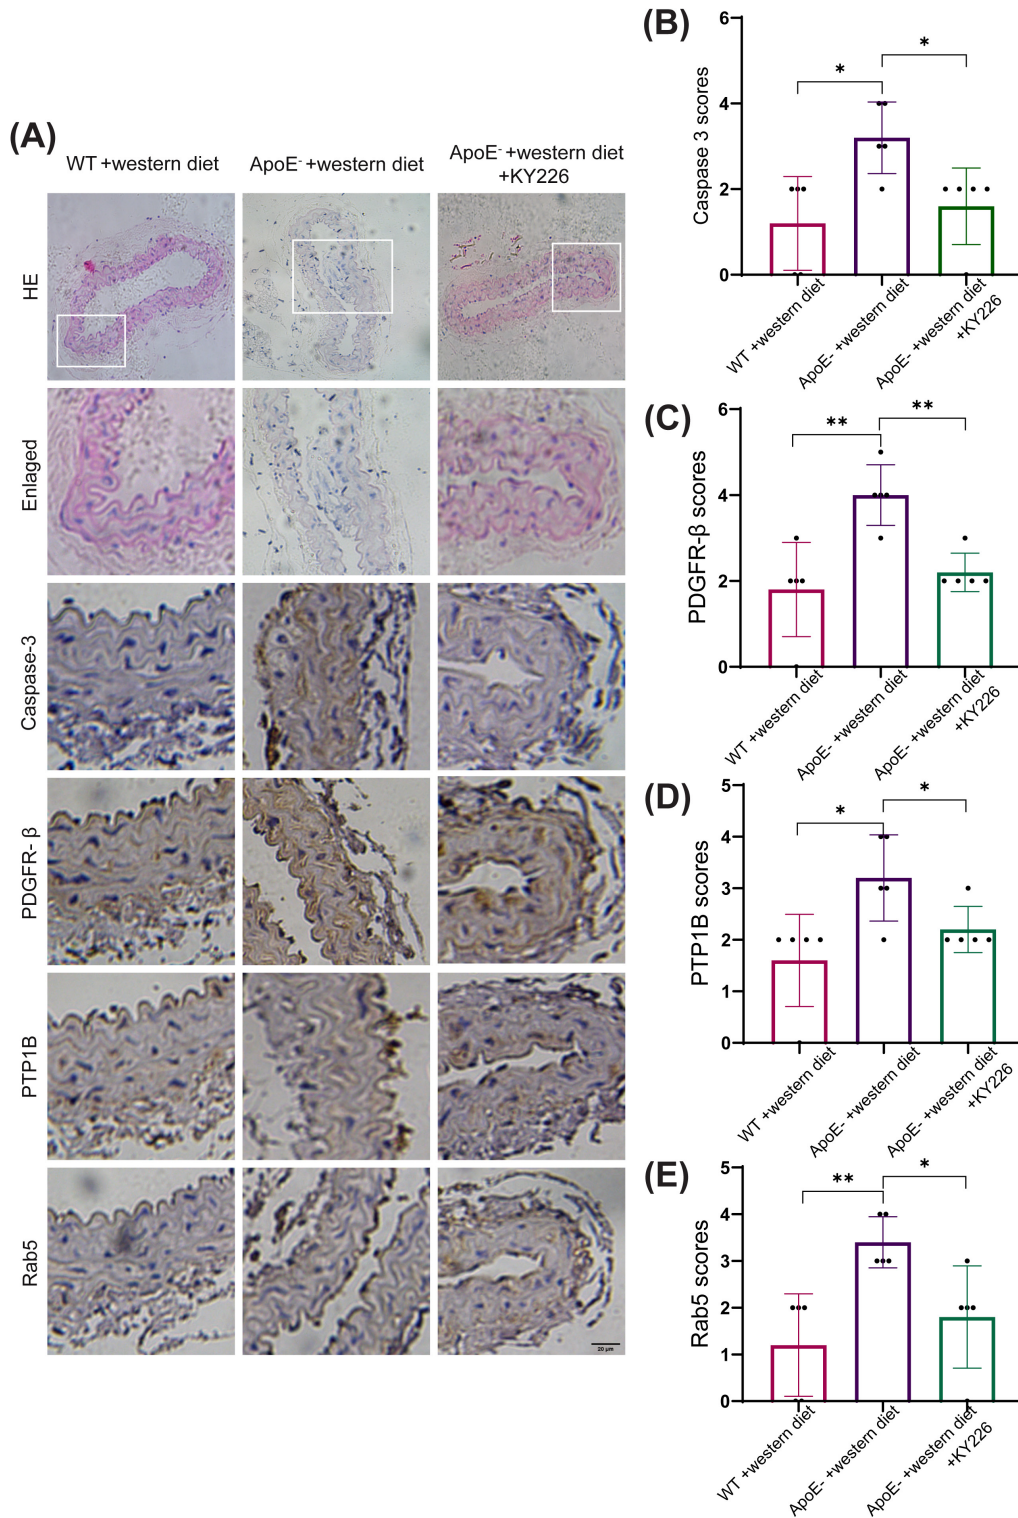 (A)
WT +western diet
ApoE- +western diet
ApoE- +western diet
+KY226
HE
Enlaged
Caspase-3
PDGFR- β
PTP1B
Rab5
20 µm
(B)
Caspase 3 scores
6
4
2
0
*
*
WT +western diet
ApoE- +western diet
ApoE- +western diet
+KY226
(C)
PDGFR-β scores
6
4
2
0
**
**
WT +western diet
ApoE- +western diet
ApoE- +western diet
+KY226
(D)
PTP1B scores
5
4
3
2
1
0
*
*
WT +western diet
ApoE- +western diet
ApoE- +western diet
+KY226
(E)
Rab5 scores
5
4
3
2
1
0
**
*
WT +western diet
ApoE- +western diet
ApoE- +western diet
+KY226